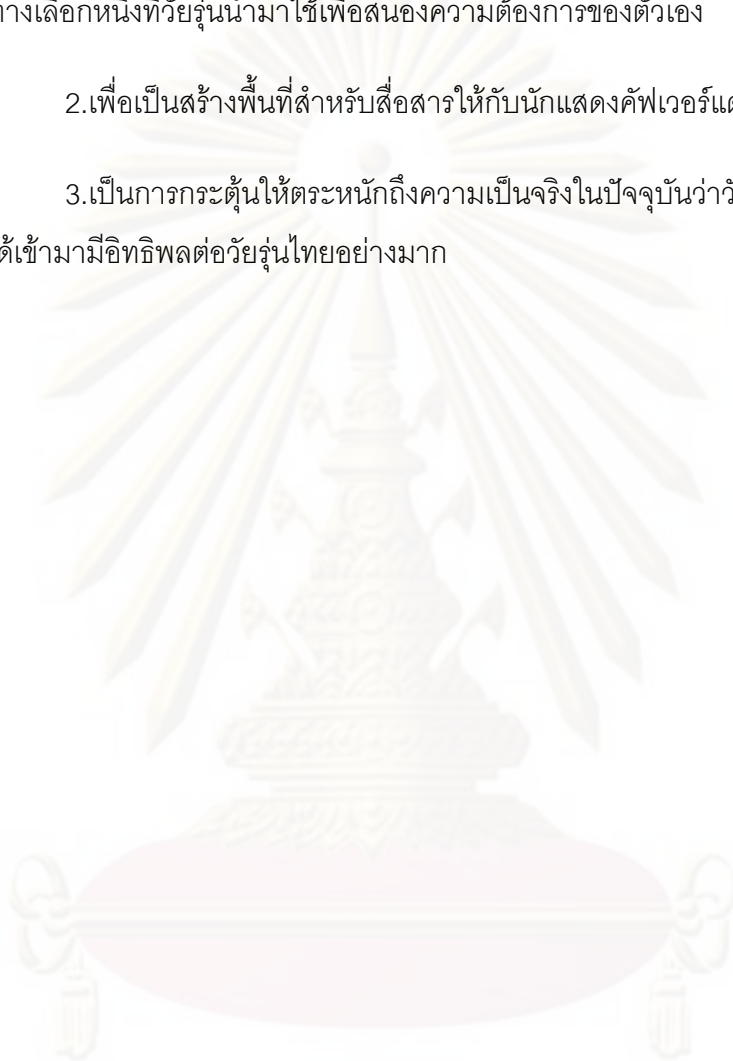 างเลือกหนึ่งที่วัยรุ่นนำมาใช้เพื่อสนองความต้องการของตัวเอง
2.เพื่อเป็นสร้างพื้นที่สำหรับสื่อสารให้กับนักแสดงคัฟเวอร์แด
3.เป็นการกระตุ้นให้ตระหนักถึงความเป็นจริงในปัจจุบันว่าวั
ด้เข้ามามีอิทธิพลต่อวัยรุ่นไทยอย่างมาก